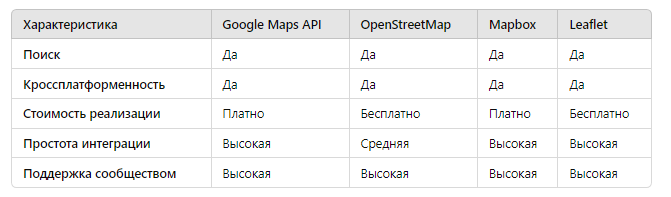 Характеристика Google Maps API OpenStreetMap Mapbox Leaflet
Поиск Да Да Да Да
Кроссплатформенность Да Да Да Да
Стоимость реализации Платно Бесплатно Платно Бесплатно
Простота интеграции Высокая Средняя Высокая Высокая
Поддержка сообществом Высокая Высокая Высокая Высокая